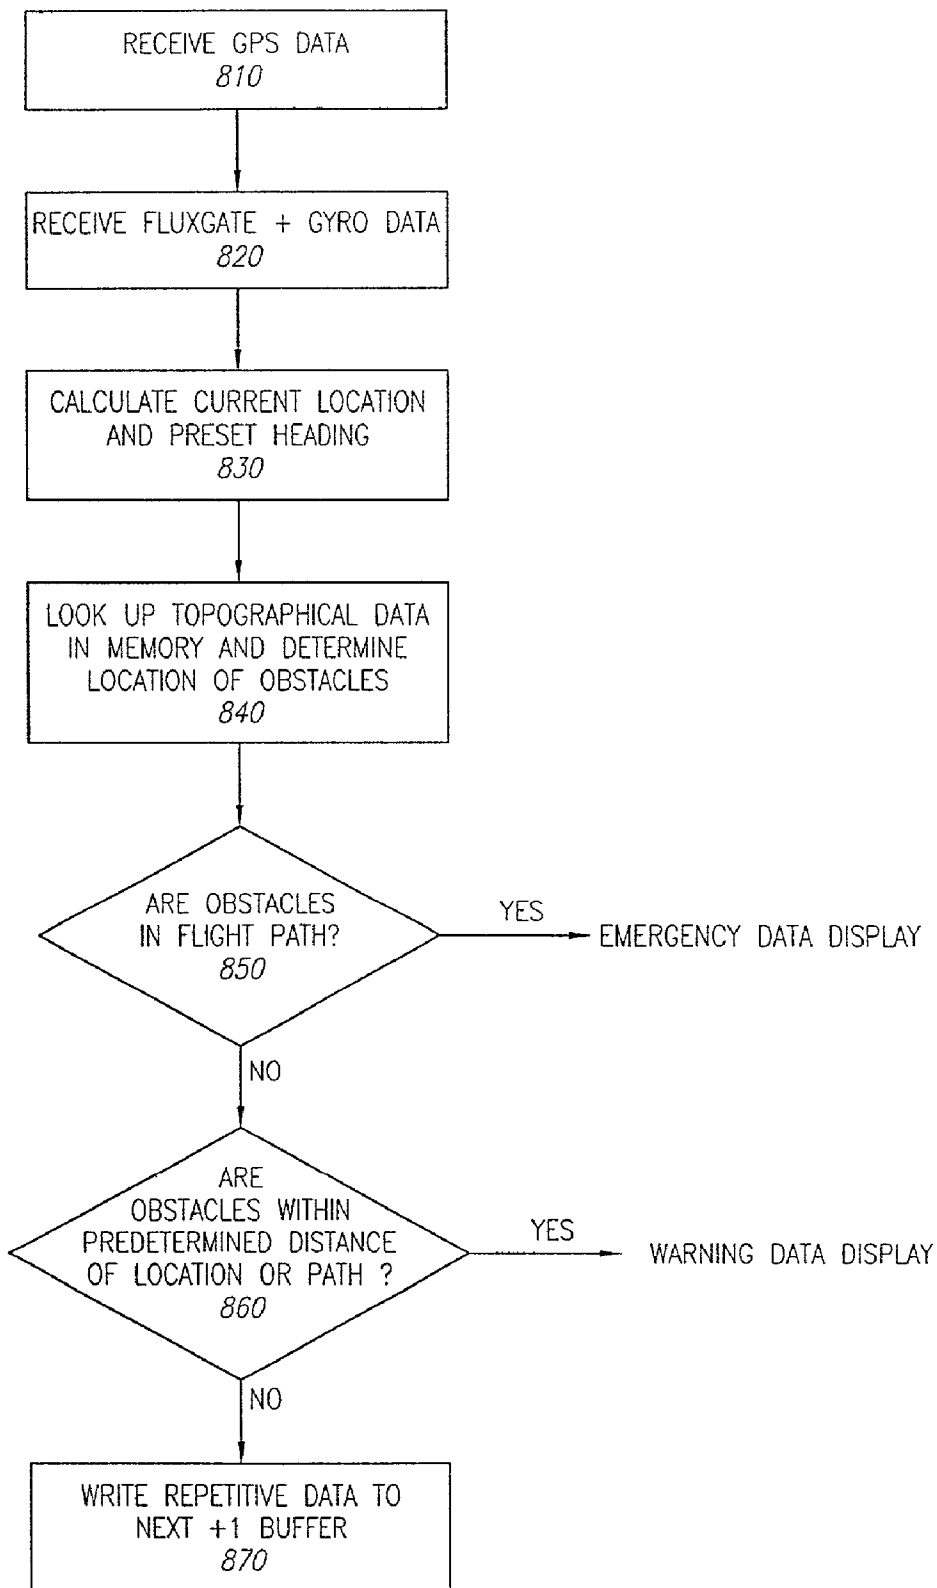 RECEIVE GPS DATA
810
RECEIVE FLUXGATE + GYRO DATA
820
CALCULATE CURRENT LOCATION
AND PRESET HEADING
830
LOOK UP TOPOGRAPHICAL DATA
IN MEMORY AND DETERMINE
LOCATION OF OBSTACLES
840
ARE OBSTACLES
IN FLIGHT PATH?
850
YES
EMERGENCY DATA DISPLAY
NO
ARE
OBSTACLES WITHIN
PREDETERMINED DISTANCE
OF LOCATION OR PATH ?
860
YES
WARNING DATA DISPLAY
NO
WRITE REPETITIVE DATA TO
NEXT +1 BUFFER
870